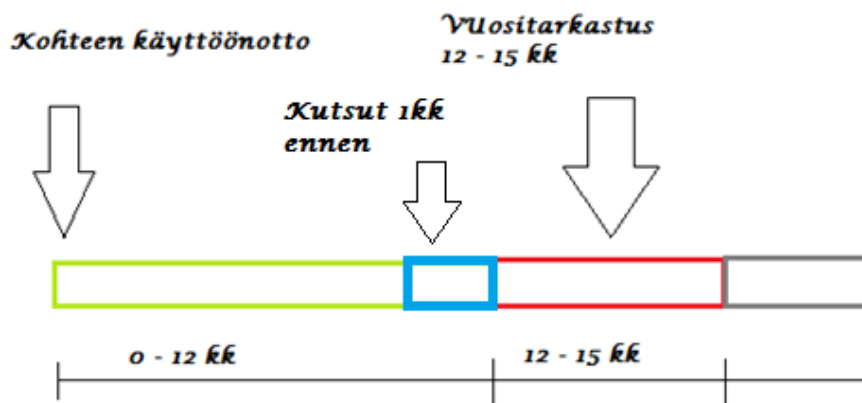 Kohteen käyttöönotto
Vuositarkastus
12 - 15 kk
Kutsut 1kk
ennen
0 - 12 kk
12 - 15 kk